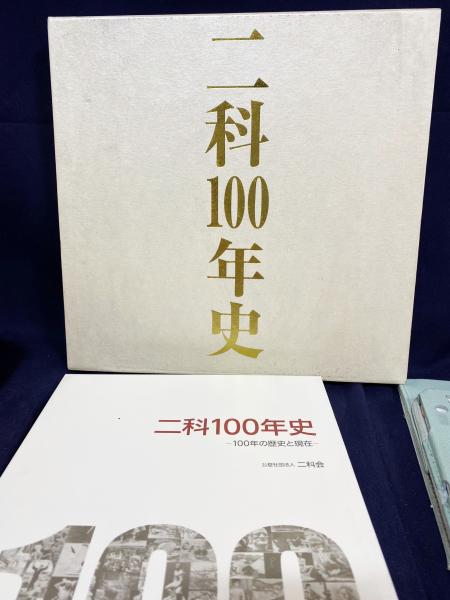 二科100年史
二科100年史
－100年の歴史と現在－
公益社団法人 二科会
100